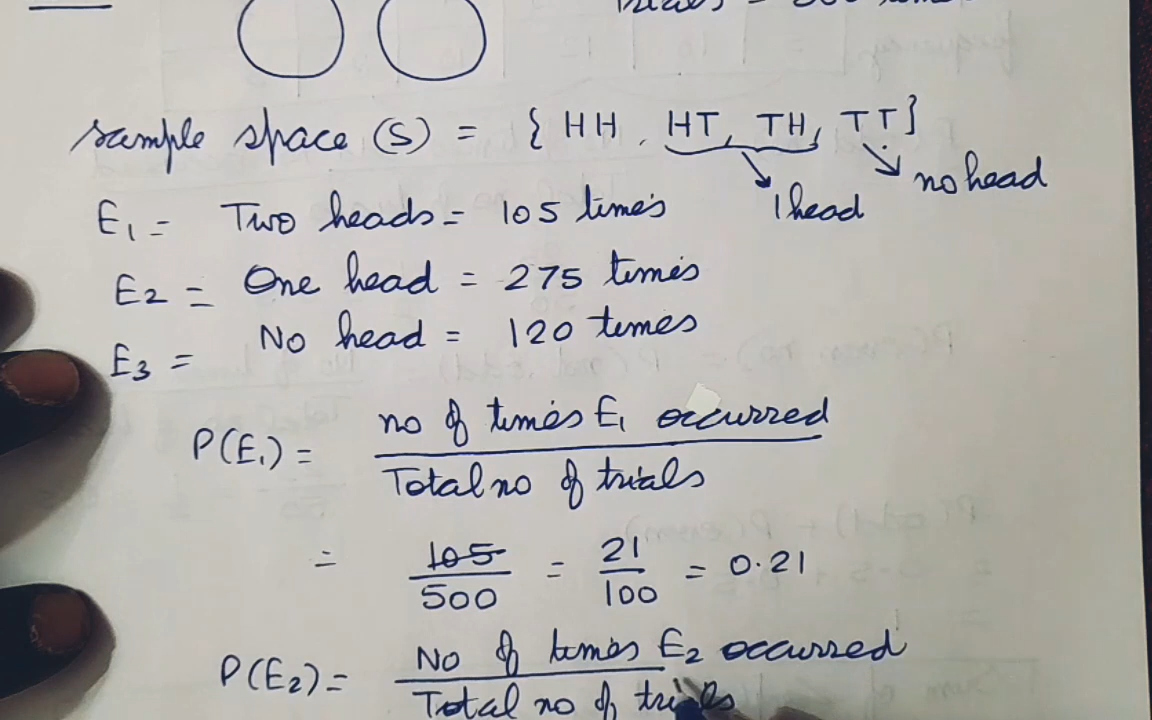 sample space (S) = { HH, HT, TH, TT}
no head
1 head
E1 = Two heads = 105 times
E2 = One head = 275 times
E3 = No head = 120 times
P(E1) = no of times E1 occurred
Total no of trials
= 105/500 = 21/100 = 0.21
P(E2) = No of times E2 occurred
Total no of trials